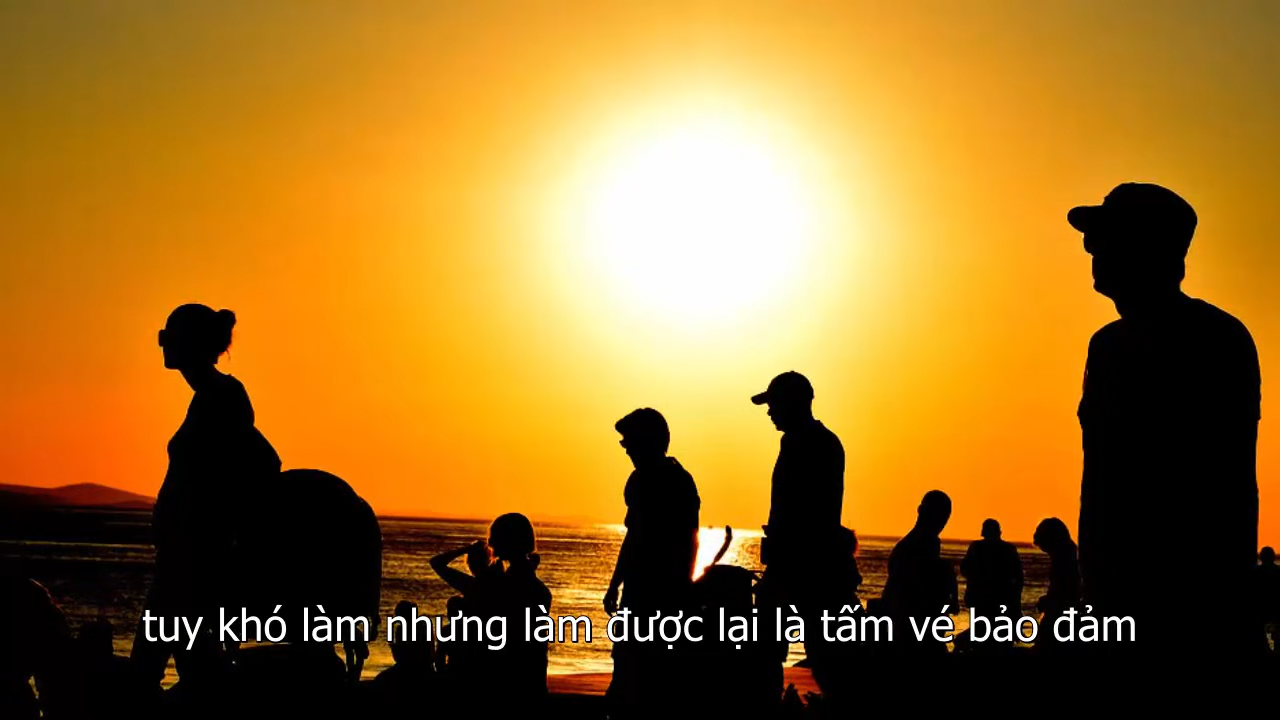 tuy khó làm nhưng làm được lại là tấm vé bảo đảm